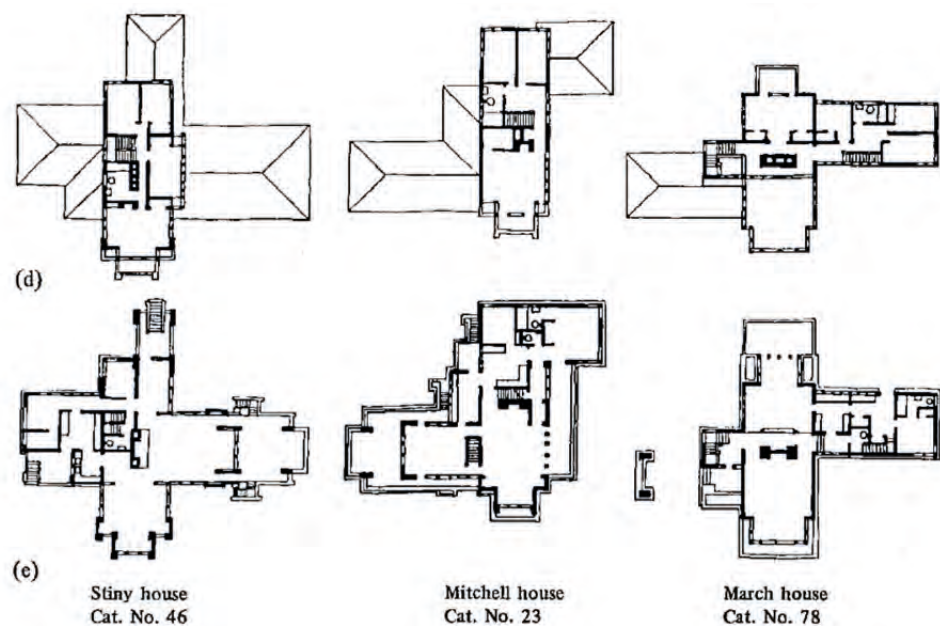 (d)
(e)
Stiny house
Cat. No. 46
Mitchell house
Cat. No. 23
March house
Cat. No. 78